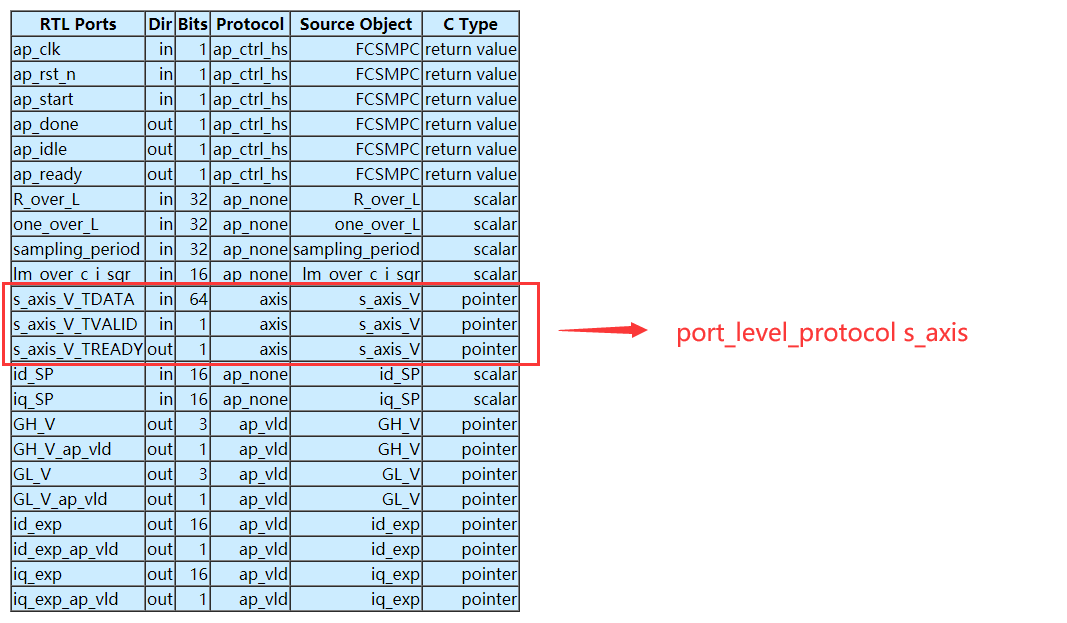 RTL Ports Dir Bits Protocol Source Object C Type
ap_clk in 1 ap_ctrl_hs FCSMPC return value
ap_rst_n in 1 ap_ctrl_hs FCSMPC return value
ap_start in 1 ap_ctrl_hs FCSMPC return value
ap_done out 1 ap_ctrl_hs FCSMPC return value
ap_idle out 1 ap_ctrl_hs FCSMPC return value
ap_ready out 1 ap_ctrl_hs FCSMPC return value
R_over_L in 32 ap_none R_over_L scalar
one_over_L in 32 ap_none one_over_L scalar
sampling_period in 32 ap_none sampling_period scalar
lm_over_c_i_sqr in 16 ap_none lm_over_c_i_sqr scalar
s_axis_V_TDATA in 64 axis s_axis_V pointer
s_axis_V_TVALID in 1 axis s_axis_V pointer
s_axis_V_TREADY out 1 axis s_axis_V pointer
port_level_protocol s_axis
id_SP in 16 ap_none id_SP scalar
iq_SP in 16 ap_none iq_SP scalar
GH_V out 3 ap_vld GH_V pointer
GH_V_ap_vld out 1 ap_vld GH_V pointer
GL_V out 3 ap_vld GL_V pointer
GL_V_ap_vld out 1 ap_vld GL_V pointer
id_exp out 16 ap_vld id_exp pointer
id_exp_ap_vld out 1 ap_vld id_exp pointer
iq_exp out 16 ap_vld iq_exp pointer
iq_exp_ap_vld out 1 ap_vld iq_exp pointer